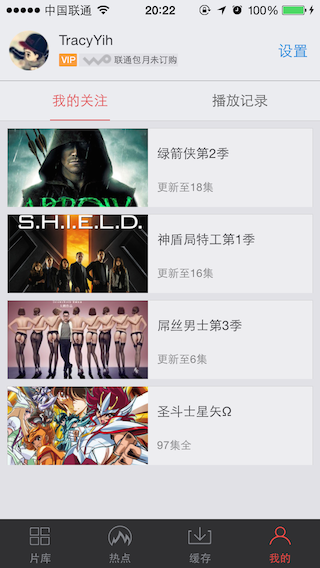 中国联通
20:22
100%
TracyYih
VIP
联通包月未订购
设置
我的关注
播放记录
ARROW
绿箭侠第2季
更新至18集
S.H.I.E.L.D.
神盾局特工第1季
更新至16集
屌丝男士第3季
更新至6集
圣斗士星矢Ω
97集全
片库
热点
缓存
我的